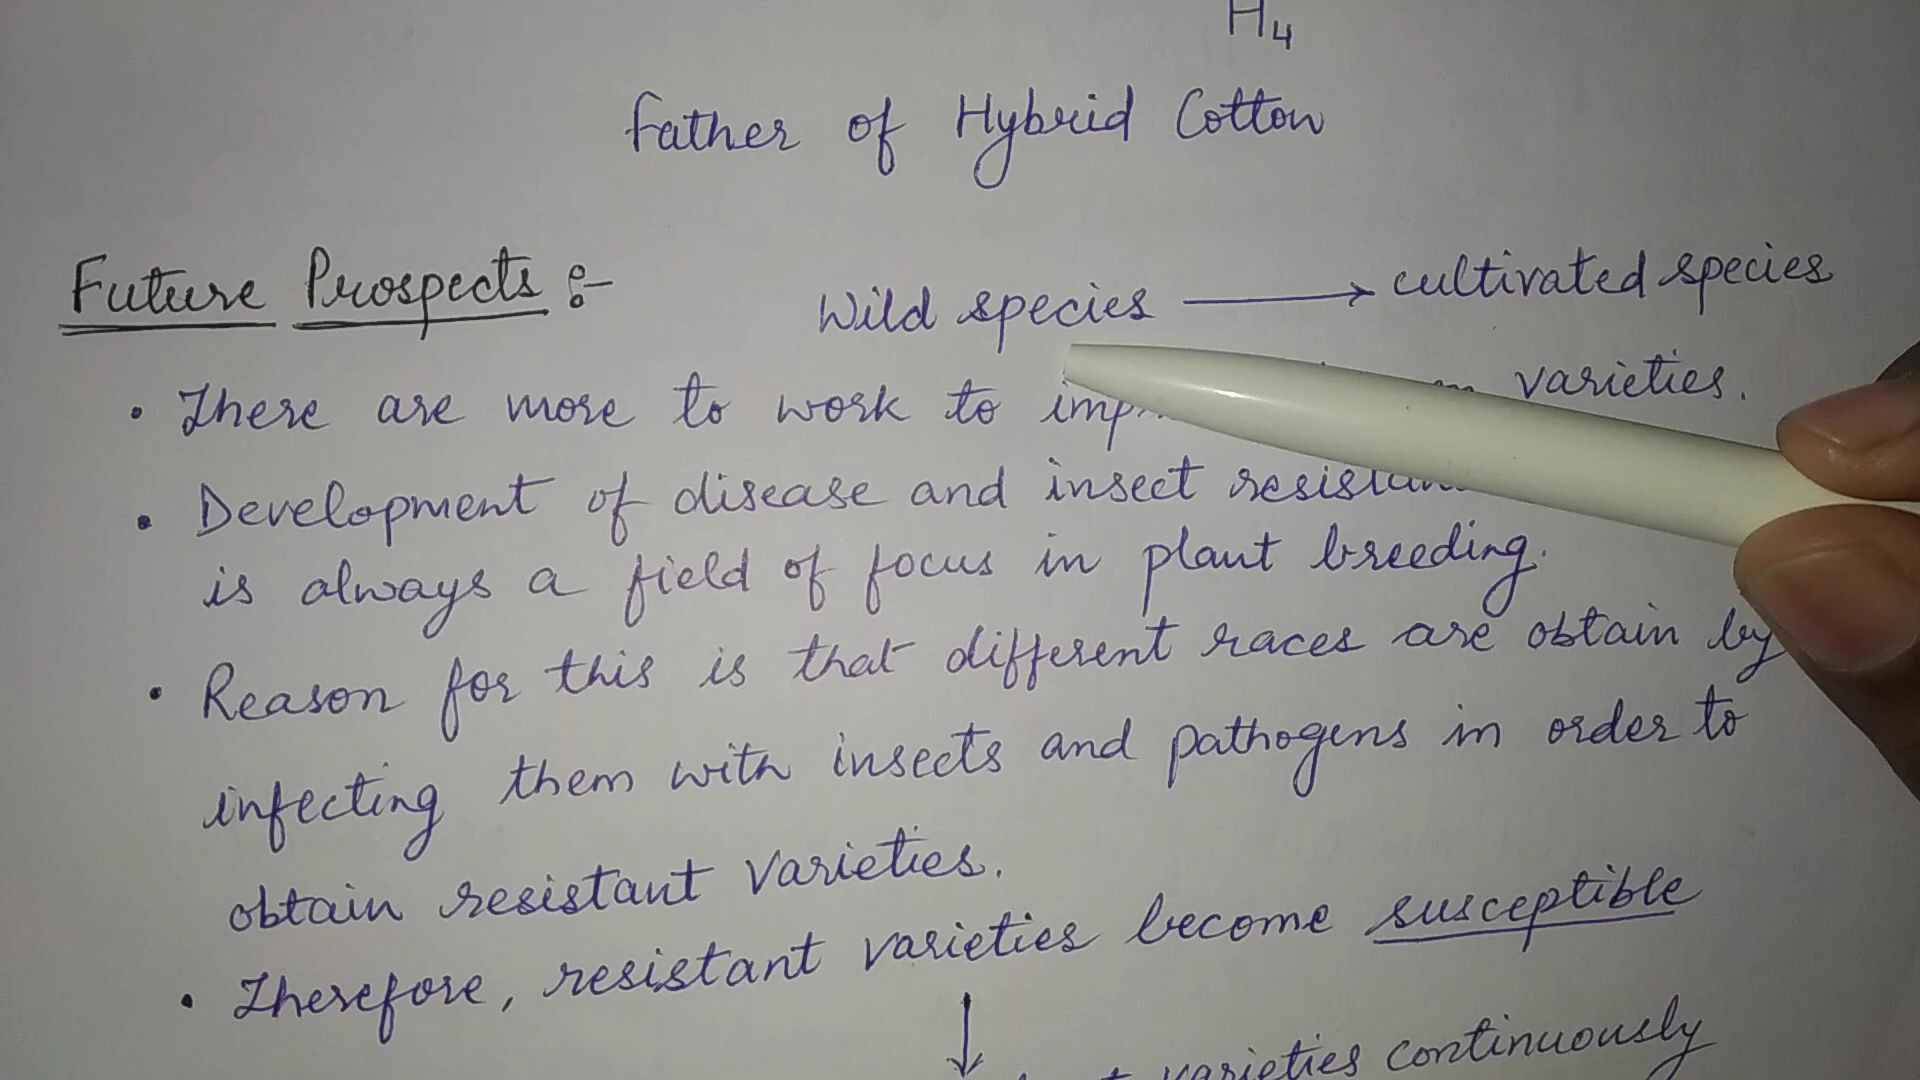 H4
Father of Hybrid Cotton
Future Prospects :-
Wild species → cultivated species
• There are more to work to varieties.
• Development of disease and insect
is always a field of focus in plant breeding.
• Reason for this is that different races are obtain by
infecting them with insects and pathogens in order to
obtain resistant varieties.
• Therefore, resistant varieties become susceptible
↓
varieties continuously